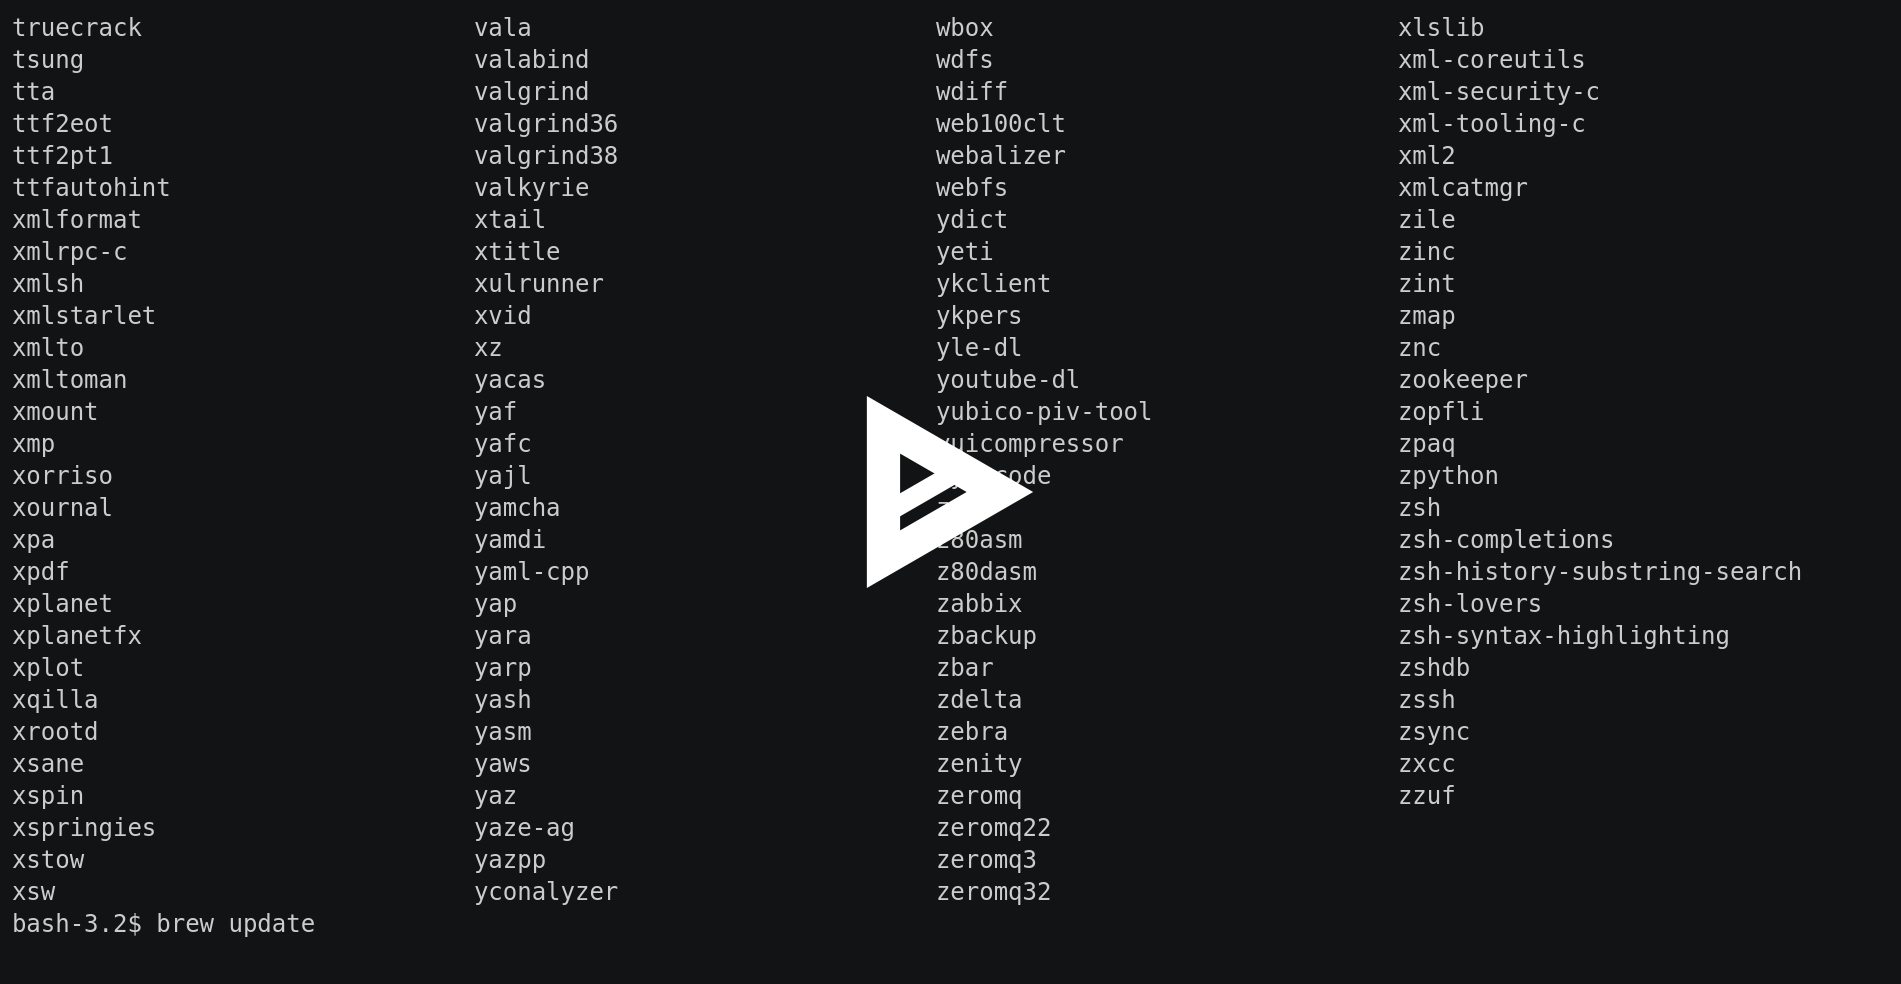 truecrack vala wbox xlslib
tsung valabind wdfs xml-coreutils
tta valgrind wdiff xml-security-c
ttf2eot valgrind36 web100clt xml-tooling-c
ttf2pt1 valgrind38 webalizer xml2
ttfautohint valkyrie webfs xmlcatmgr
xmlformat xtail ydict zile
xmlrpc-c xtitle yeti zinc
xmlsh xulrunner ykclient zint
xmlstarlet xvid ykpers zmap
xmlto xz yle-dl znc
xmltoman yacas youtube-dl zookeeper
xmount yaf yubico-piv-tool zopfli
xmp yafc yuicompressor zpaq
xorriso yajl zpython
xournal yamcha zsh
xpa yamdi z80asm zsh-completions
xpdf yaml-cpp z80dasm zsh-history-substring-search
xplanet yap zabbix zsh-lovers
xplanetfx yara zbackup zsh-syntax-highlighting
xplot yarp zbar zshdb
xqilla yash zdelta zssh
xrootd yasm zebra zsync
xsane yaws zenity zxcc
xspin yaz zeromq zzuf
xspringies yaze-ag zeromq22
xstow yazpp zeromq3
xsw yconalyzer zeromq32
bash-3.2$ brew update